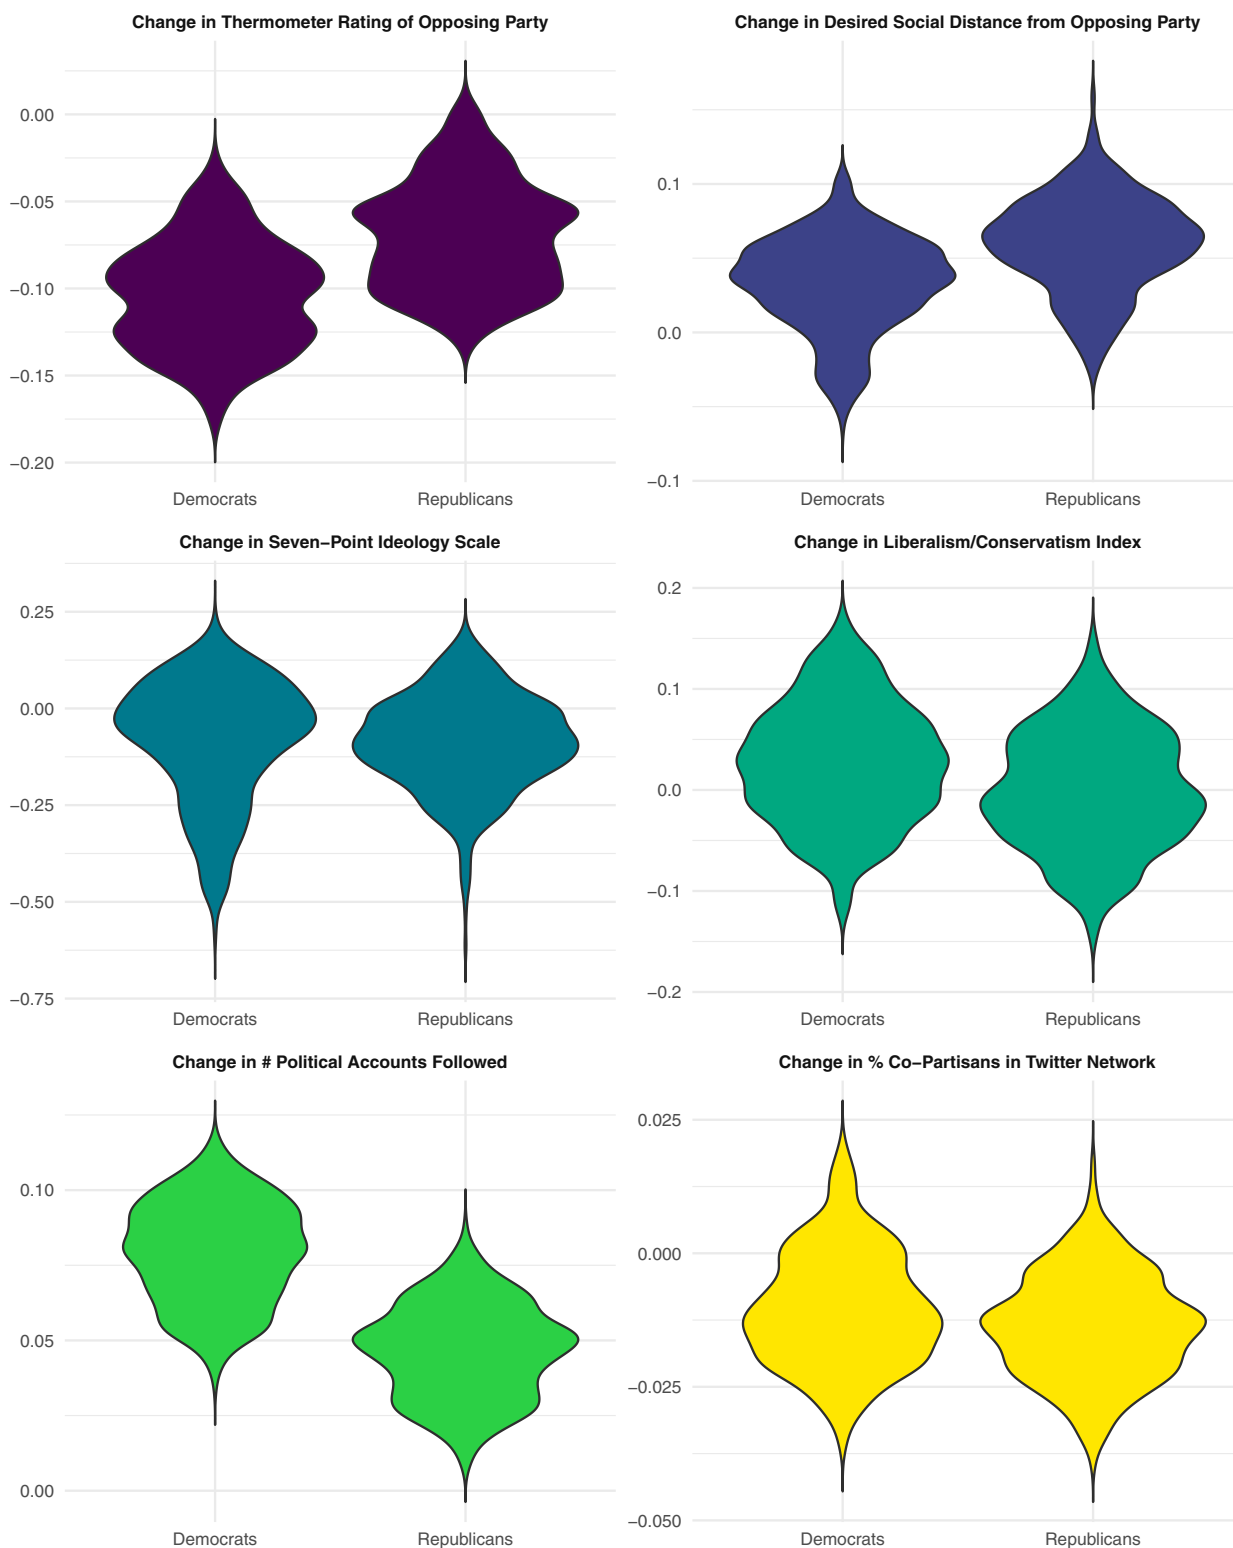 Change in Thermometer Rating of Opposing Party
0.00
−0.05
−0.10
−0.15
−0.20
Democrats
Republicans
Change in Desired Social Distance from Opposing Party
0.1
0.0
−0.1
Democrats
Republicans
Change in Seven−Point Ideology Scale
0.25
0.00
−0.25
−0.50
−0.75
Democrats
Republicans
Change in Liberalism/Conservatism Index
0.2
0.1
0.0
−0.1
−0.2
Democrats
Republicans
Change in # Political Accounts Followed
0.10
0.05
0.00
Democrats
Republicans
Change in % Co−Partisans in Twitter Network
0.025
0.000
−0.025
−0.050
Democrats
Republicans